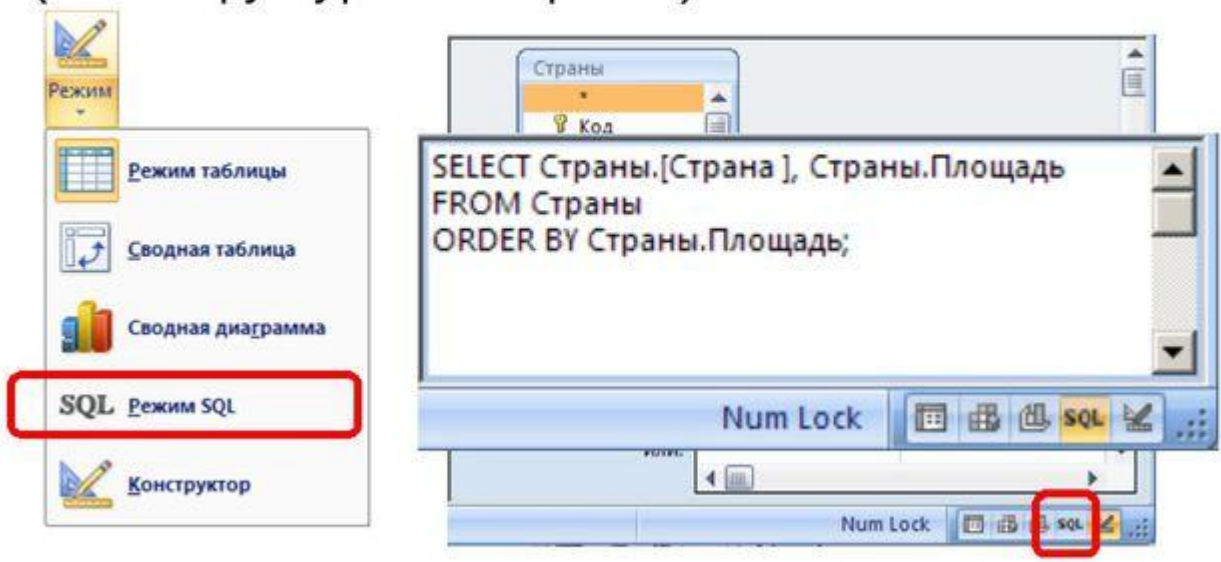 Режим
Режим таблицы
Сводная таблица
Сводная диаграмма
SQL Режим SQL
Конструктор
Страны
*
Код
SELECT Страны.[Страна ], Страны.Площадь
FROM Страны
ORDER BY Страны.Площадь;
Num Lock SQL
или:
Num Lock SQL